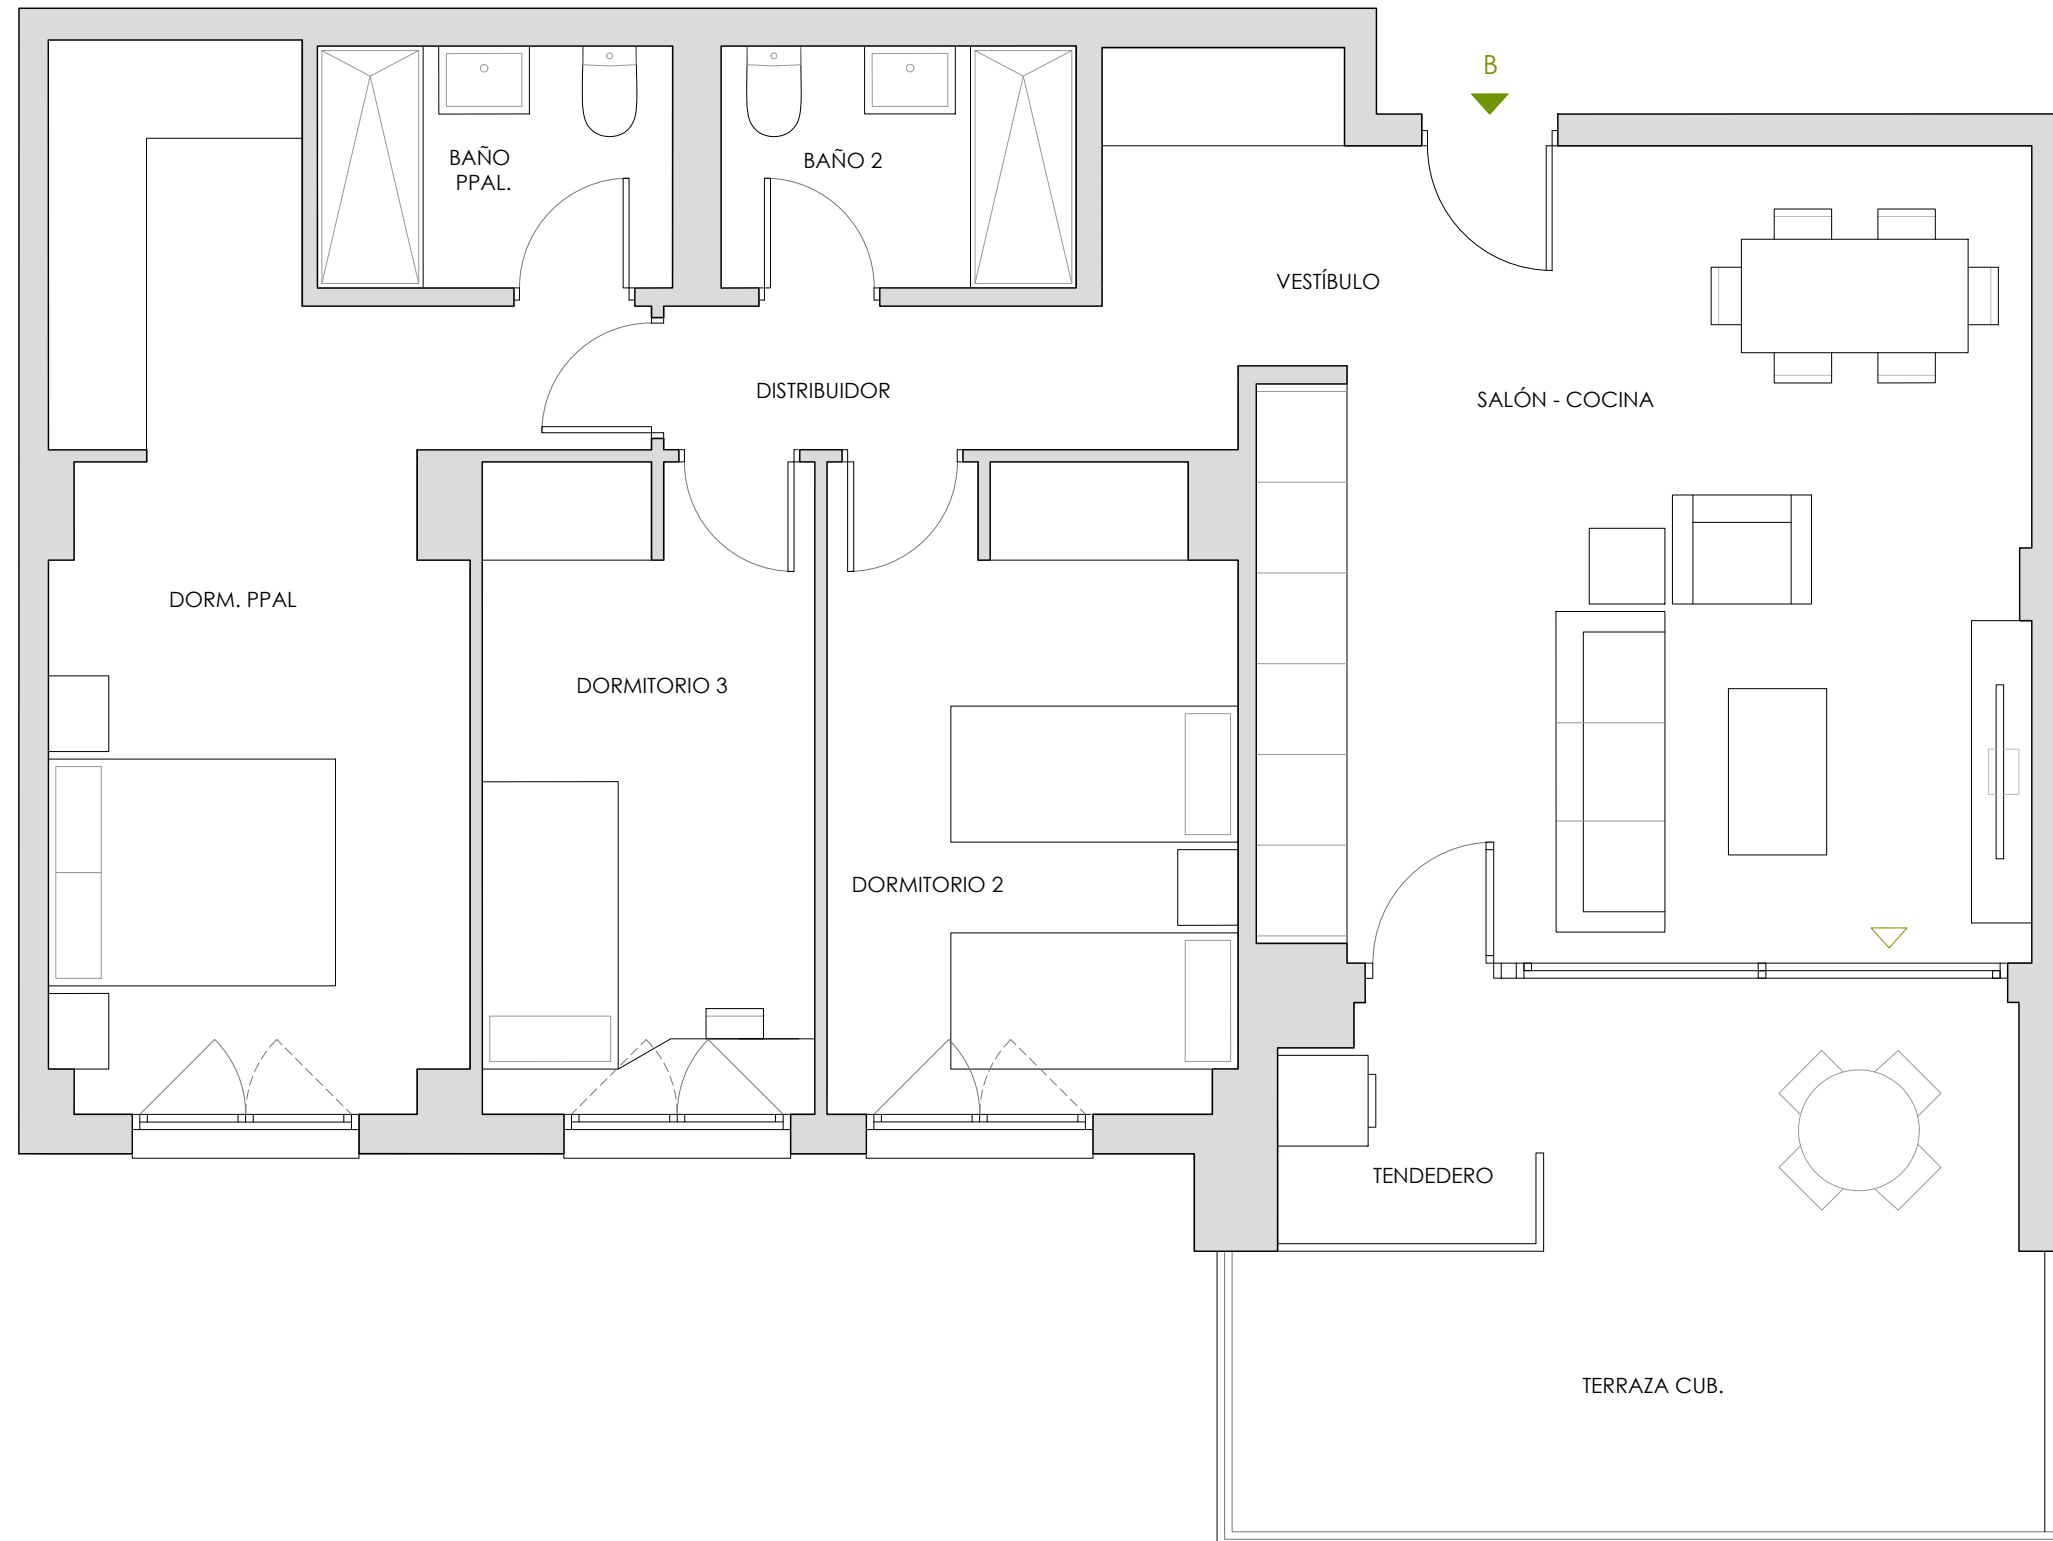 B
BAÑO
PPAL.
BAÑO 2
VESTÍBULO
DISTRIBUIDOR
SALÓN - COCINA
DORM. PPAL
DORMITORIO 3
DORMITORIO 2
TENDEDERO
TERRAZA CUB.